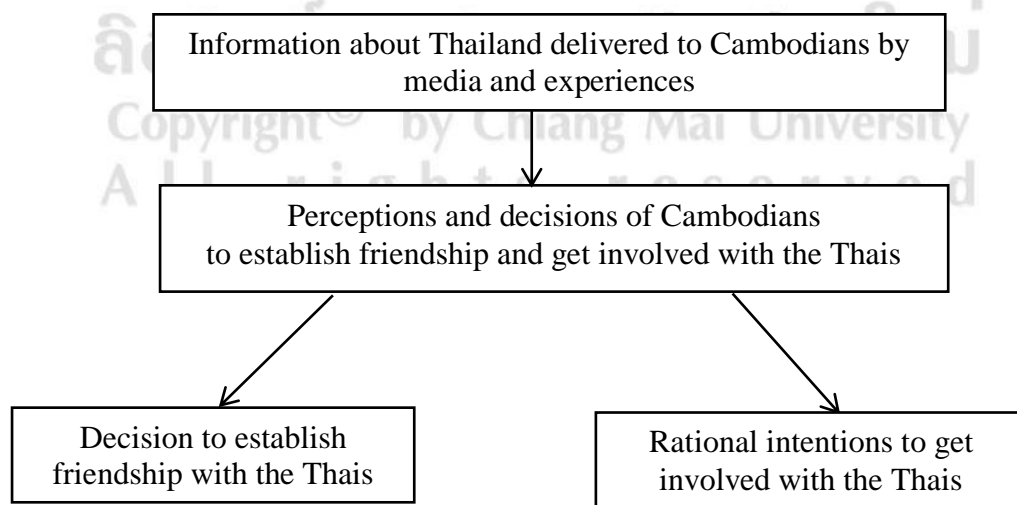 Information about Thailand delivered to Cambodians by
media and experiences
Copyright© by Chiang Mai University
Perceptions and decisions of Cambodians
to establish friendship and get involved with the Thais
Decision to establish
friendship with the Thais
Rational intentions to get
involved with the Thais